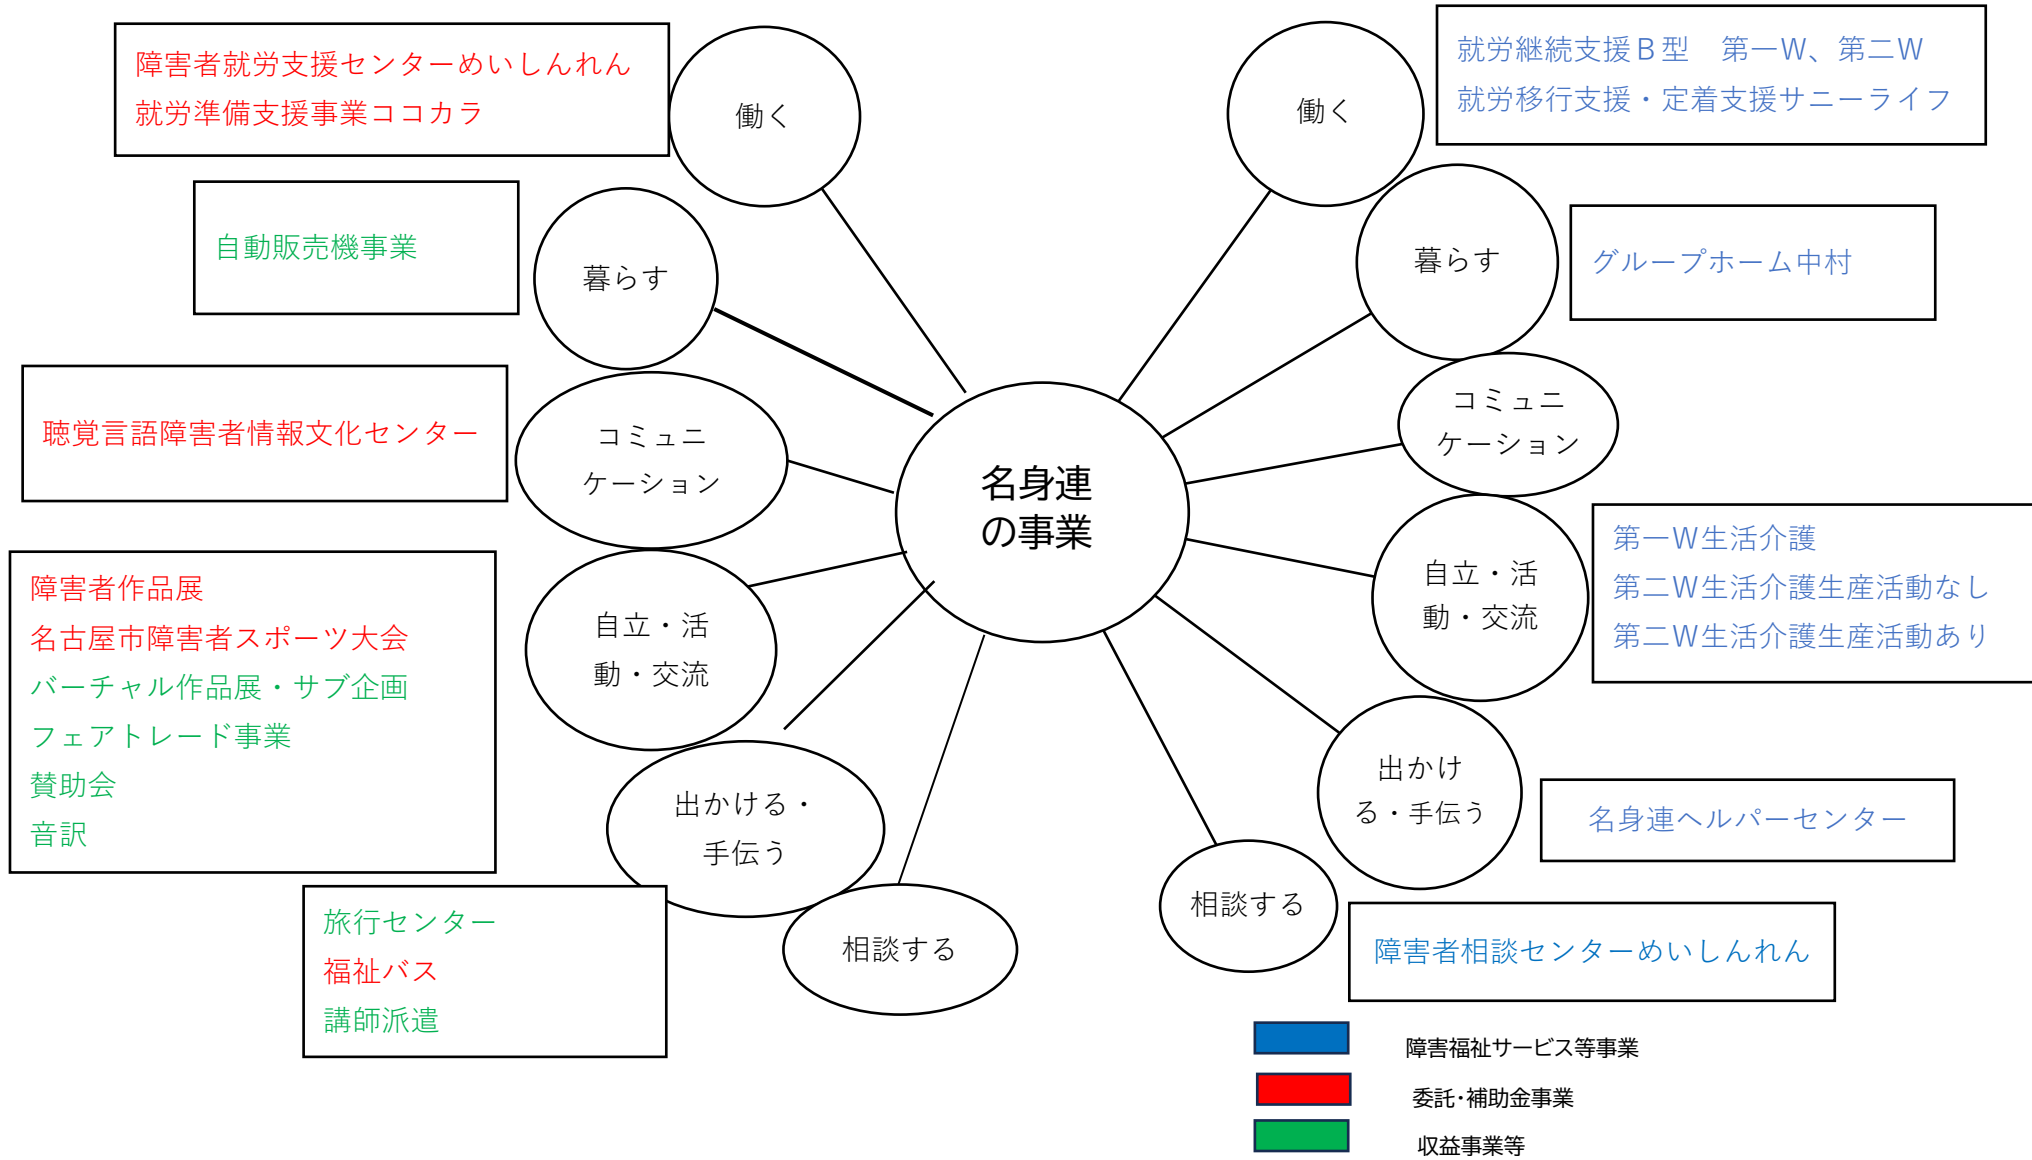 障害者就労支援センターめいしんれん
就労準備支援事業ココカラ
働く
自動販売機事業
暮らす
聴覚言語障害者情報文化センター
コミュニ
ケーション
障害者作品展
名古屋市障害者スポーツ大会
バーチャル作品展・サブ企画
フェアトレード事業
賛助会
音訳
自立・活
動・交流
旅行センター
福祉バス
講師派遣
出かける・
手伝う
相談する
名身連
の事業
働く
就労継続支援Ｂ型　第一W、第二W
就労移行支援・定着支援サニーライフ
暮らす
グループホーム中村
コミュニ
ケーション
自立・活
動・交流
第一W生活介護
第二W生活介護生産活動なし
第二W生活介護生産活動あり
出かけ
る・手伝う
名身連ヘルパーセンター
相談する
障害者相談センターめいしんれん
障害福祉サービス等事業
委託・補助金事業
収益事業等